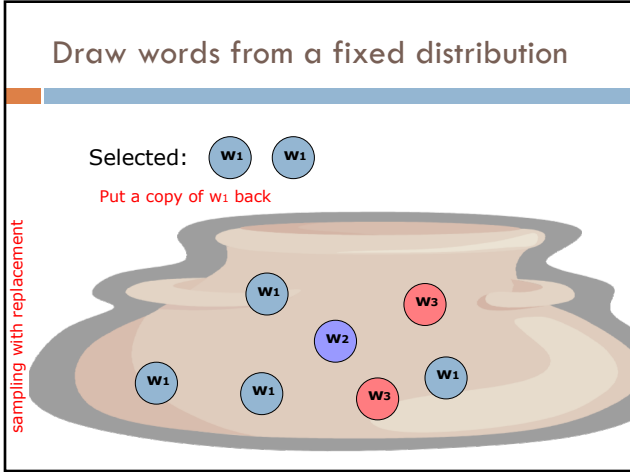 Draw words from a fixed distribution
Selected: w1 w1
Put a copy of w1 back
sampling with replacement
w1
w3
w2
w1
w1
w3
w1